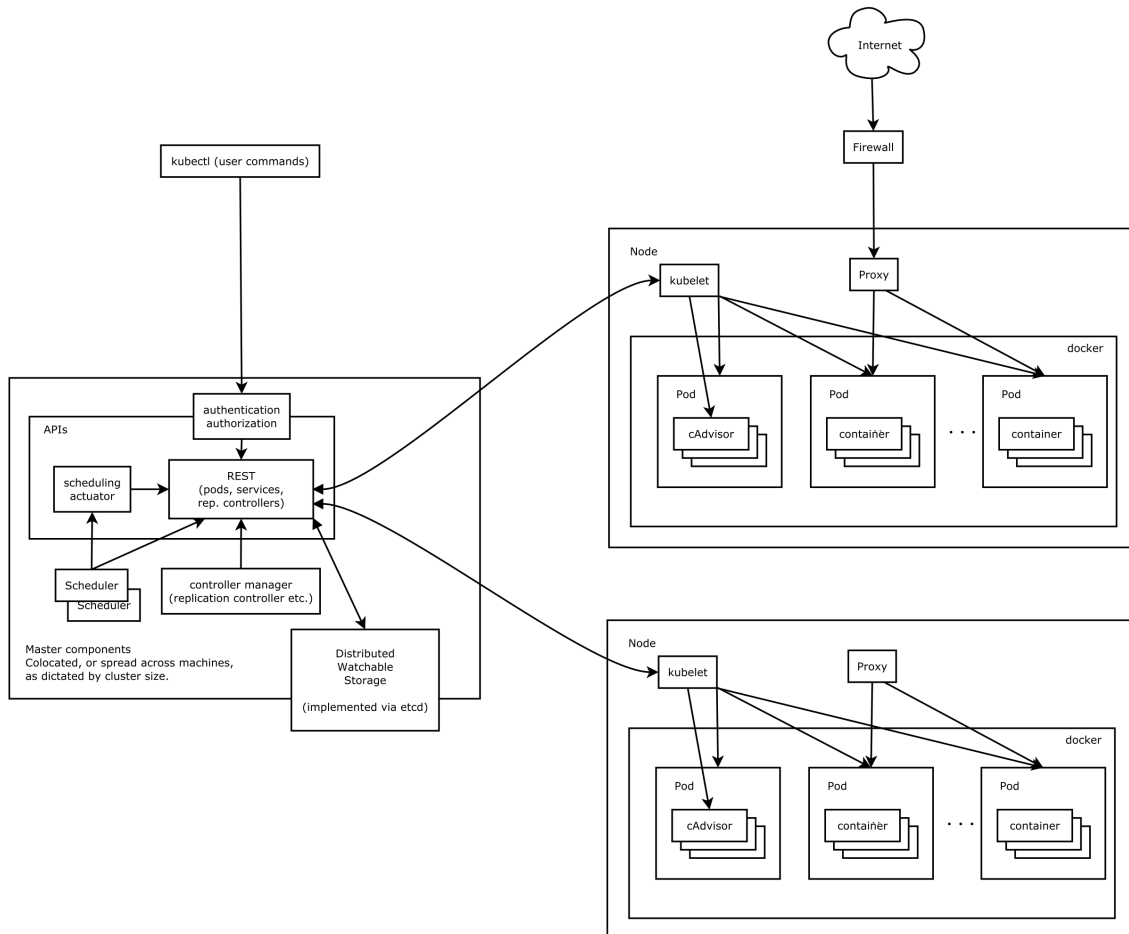 Internet
Firewall
kubectl (user commands)
Node
kubelet
Proxy
docker
Pod
cAdvisor
Pod
container
. . .
Pod
container
authentication
authorization
APIs
REST
(pods, services,
rep. controllers)
scheduling
actuator
Scheduler
Scheduler
controller manager
(replication controller etc.)
Master components
Colocated, or spread across machines,
as dictated by cluster size.
Distributed
Watchable
Storage
(implemented via etcd)
Node
kubelet
Proxy
docker
Pod
cAdvisor
Pod
container
. . .
Pod
container